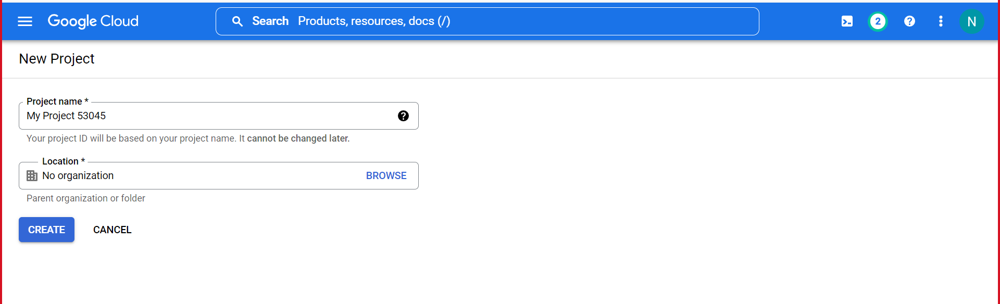 Google Cloud
Search Products, resources, docs (/)
2
N
New Project
Project name *
My Project 53045
Your project ID will be based on your project name. It cannot be changed later.
Location *
No organization
BROWSE
Parent organization or folder
CREATE
CANCEL